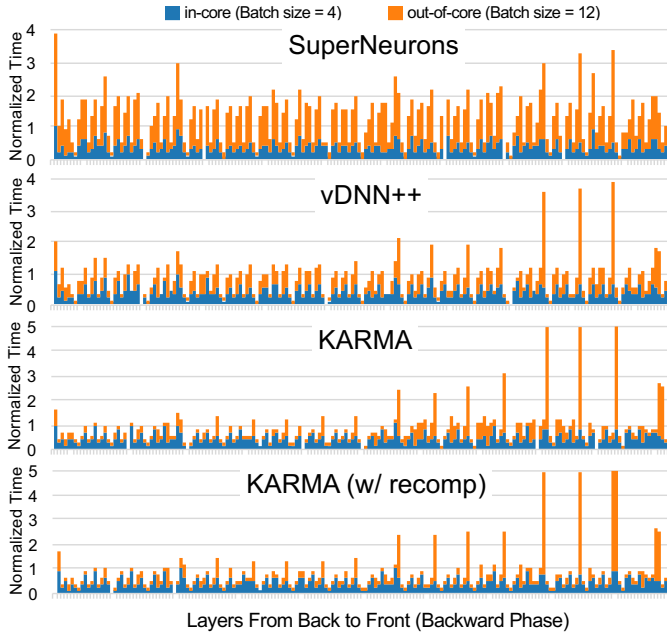 in-core (Batch size = 4) out-of-core (Batch size = 12)
SuperNeurons
Normalized Time
4
3
2
1
0
vDNN++
Normalized Time
4
3
2
1
0
KARMA
Normalized Time
5
4
3
2
1
0
KARMA (w/ recomp)
Normalized Time
5
4
3
2
1
0
Layers From Back to Front (Backward Phase)